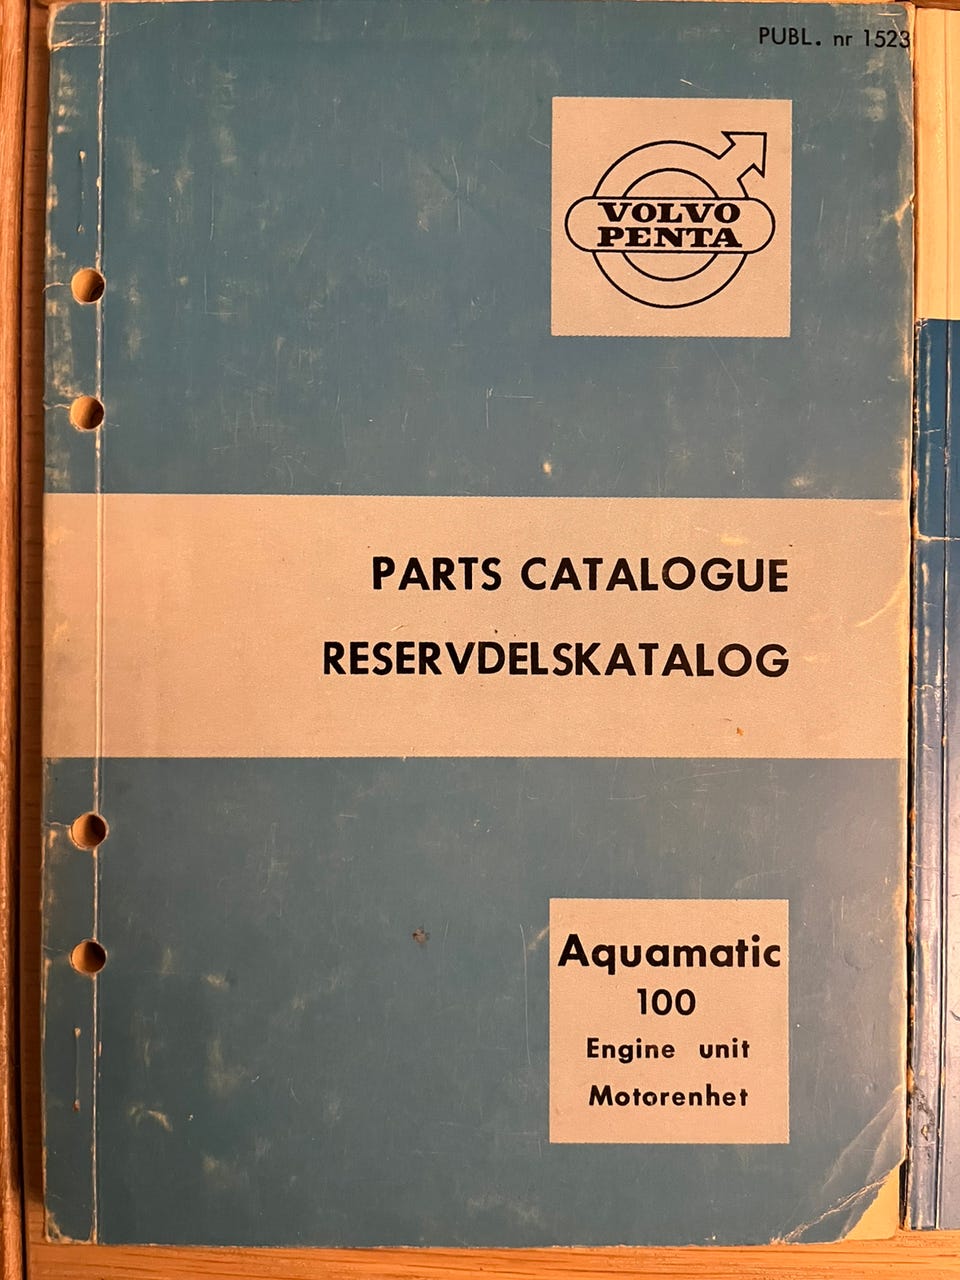 PUBL. nr 1523
VOLVO
PENTA
PARTS CATALOGUE
RESERVDELSKATALOG
Aquamatic
100
Engine unit
Motorenhet